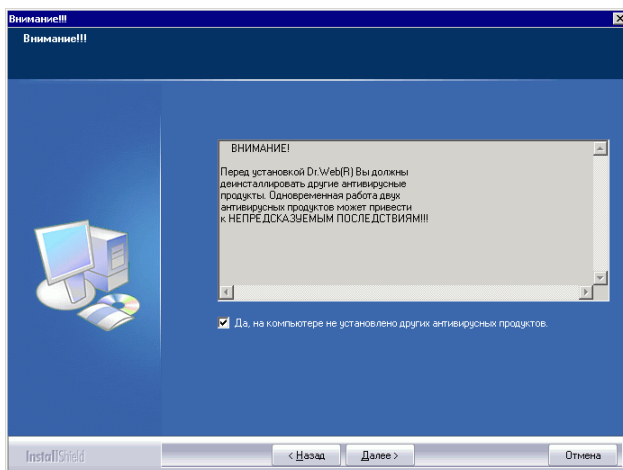 Внимание!!!
Внимание!!!
ВНИМАНИЕ!
Перед установкой Dr.Web(R) Вы должны
деинсталлировать другие антивирусные
продукты. Одновременная работа двух
антивирусных продуктов может привести
к НЕПРЕДСКАЗУЕМЫМ ПОСЛЕДСТВИЯМ!!!
Да, на компьютере не установлено других антивирусных продуктов.
InstallShield
< Назад
Далее >
Отмена